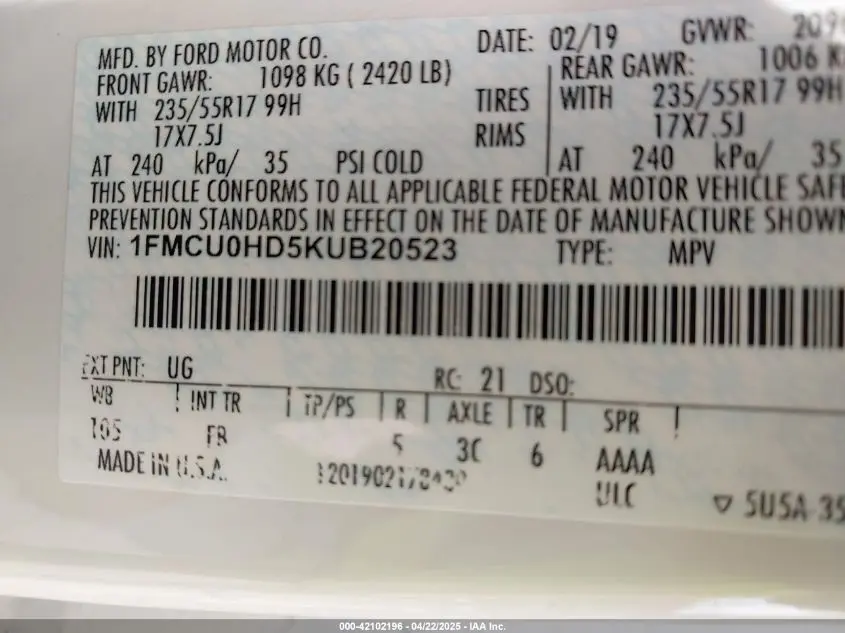 MFD. BY FORD MOTOR CO. DATE: 02/19 GVWR:
FRONT GAWR: 1098 KG ( 2420 LB) REAR GAWR: 1006
WITH 235/55R17 99H TIRES WITH 235/55R17 99H
17X7.5J RIMS 17X7.5J
AT 240 kPa/ 35 PSI COLD AT 240 kPa/ 35
THIS VEHICLE CONFORMS TO ALL APPLICABLE FEDERAL MOTOR VEHICLE
PREVENTION STANDARDS IN EFFECT ON THE DATE OF MANUFACTURE SHOWN
VIN: 1FMCU0HD5KUB20523 TYPE: MPV
EXT PNT: UG RC: 21 DSO:
WB INT TR TP/PS R AXLE TR SPR
105 FR 5 6 AAAA
MADE IN U.S.A. ULC ▽ 5U5A-35
000-42102196 - 04/22/2025 - IAA Inc.